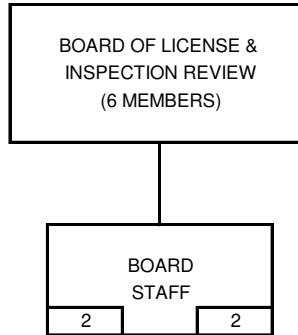 BOARD OF LICENSE &
INSPECTION REVIEW
(6 MEMBERS)
BOARD
STAFF
2 2